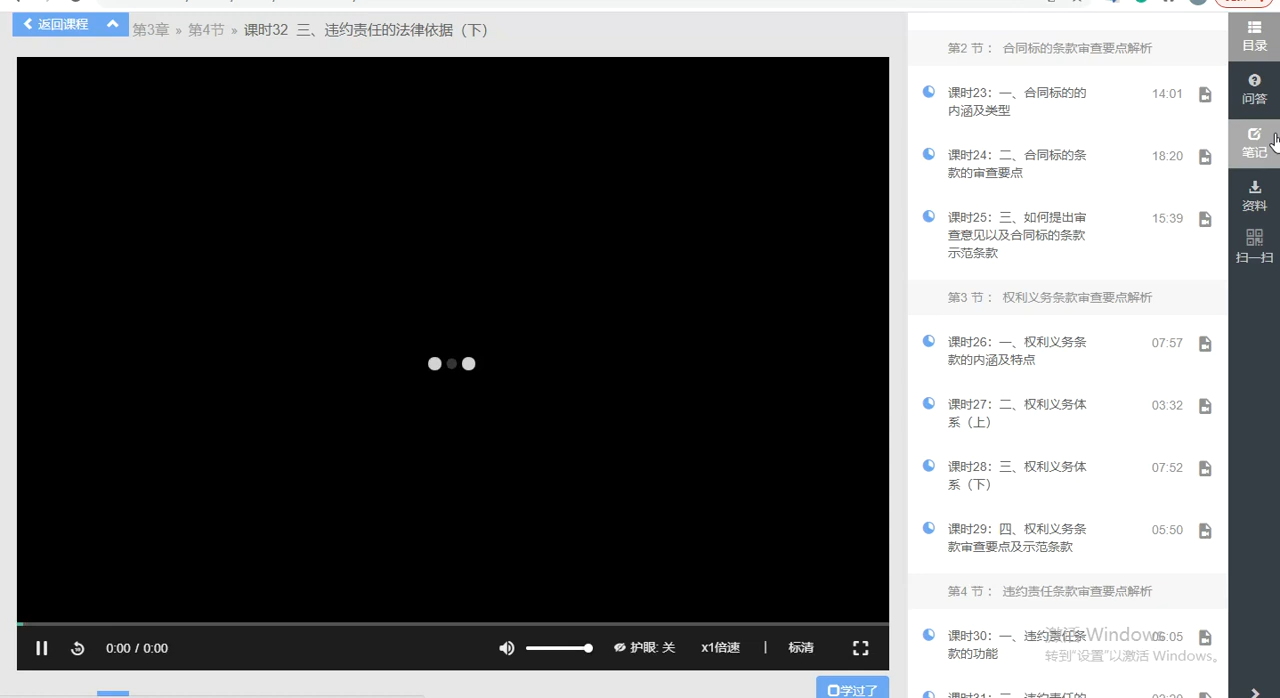 返回课程
第3章 » 第4节 » 课时32 三、违约责任的法律依据（下）
0:00 / 0:00
护眼: 关
x1倍速
|
标清
学过了
第2 节： 合同标的条款审查要点解析
课时23：一、合同标的的
内涵及类型
14:01
课时24：二、合同标的条
款的审查要点
18:20
课时25：三、如何提出审
查意见以及合同标的条款
示范条款
15:39
第3 节： 权利义务条款审查要点解析
课时26：一、权利义务条
款的内涵及特点
07:57
课时27：二、权利义务体
系（上）
03:32
课时28：三、权利义务体
系（下）
07:52
课时29：四、权利义务条
款审查要点及示范条款
05:50
第4 节： 违约责任条款审查要点解析
课时30：一、违约责任条
款的功能
06:05
激活 Windows
转到"设置"以激活 Windows。
目录
问答
笔记
资料
扫一扫